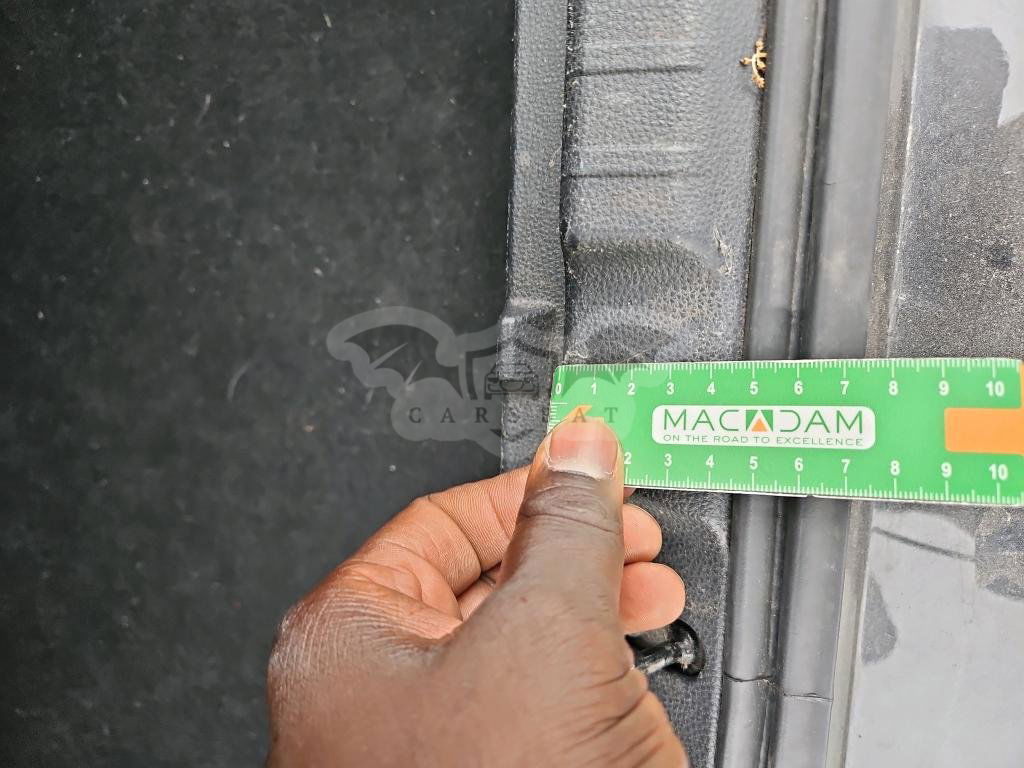 0 1 2 3 4 5 6 7 8 9 10
MACADAM
ON THE ROAD TO EXCELLENCE
2 3 4 5 6 7 8 9 10
CARSEAT